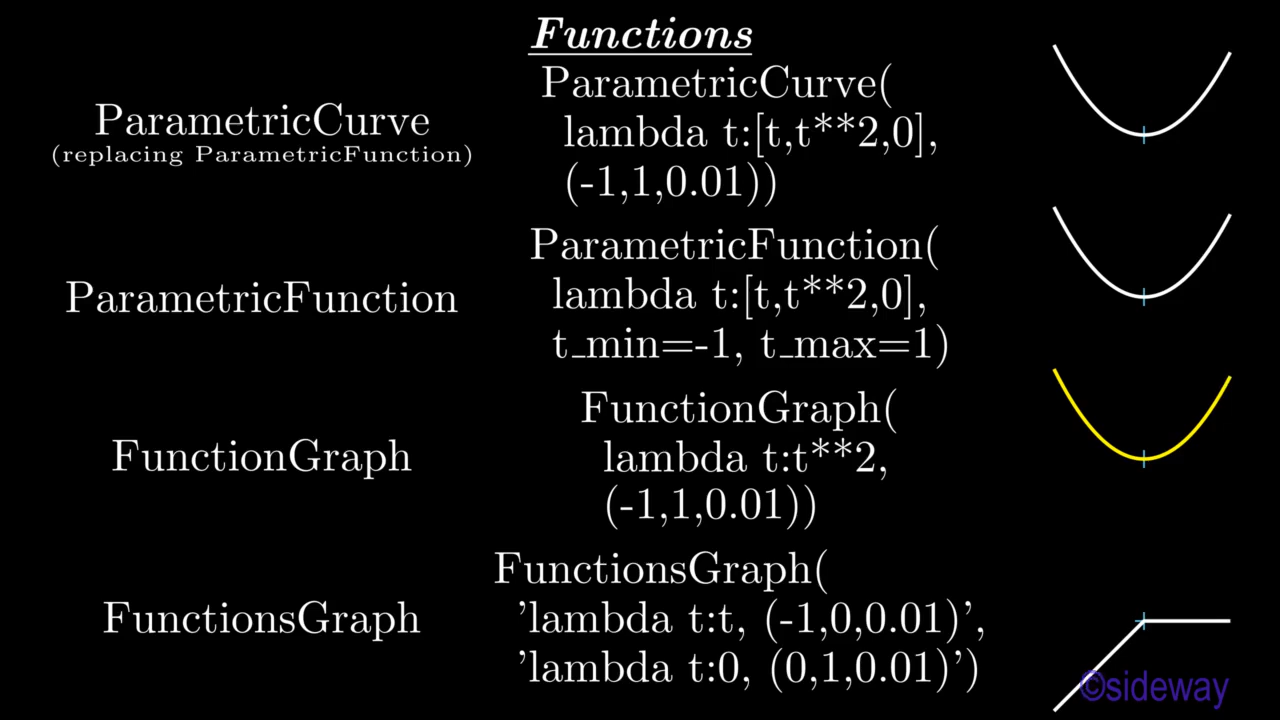 Functions
ParametricCurve
(replacing ParametricFunction)
ParametricCurve(
lambda t:[t,t**2,0],
(-1,1,0.01))
ParametricFunction
ParametricFunction(
lambda t:[t,t**2,0],
t_min=-1, t_max=1)
FunctionGraph
FunctionGraph(
lambda t:t**2,
(-1,1,0.01))
FunctionsGraph
FunctionsGraph(
’lambda t:t, (-1,0,0.01)’,
’lambda t:0, (0,1,0.01)’)
©sideway